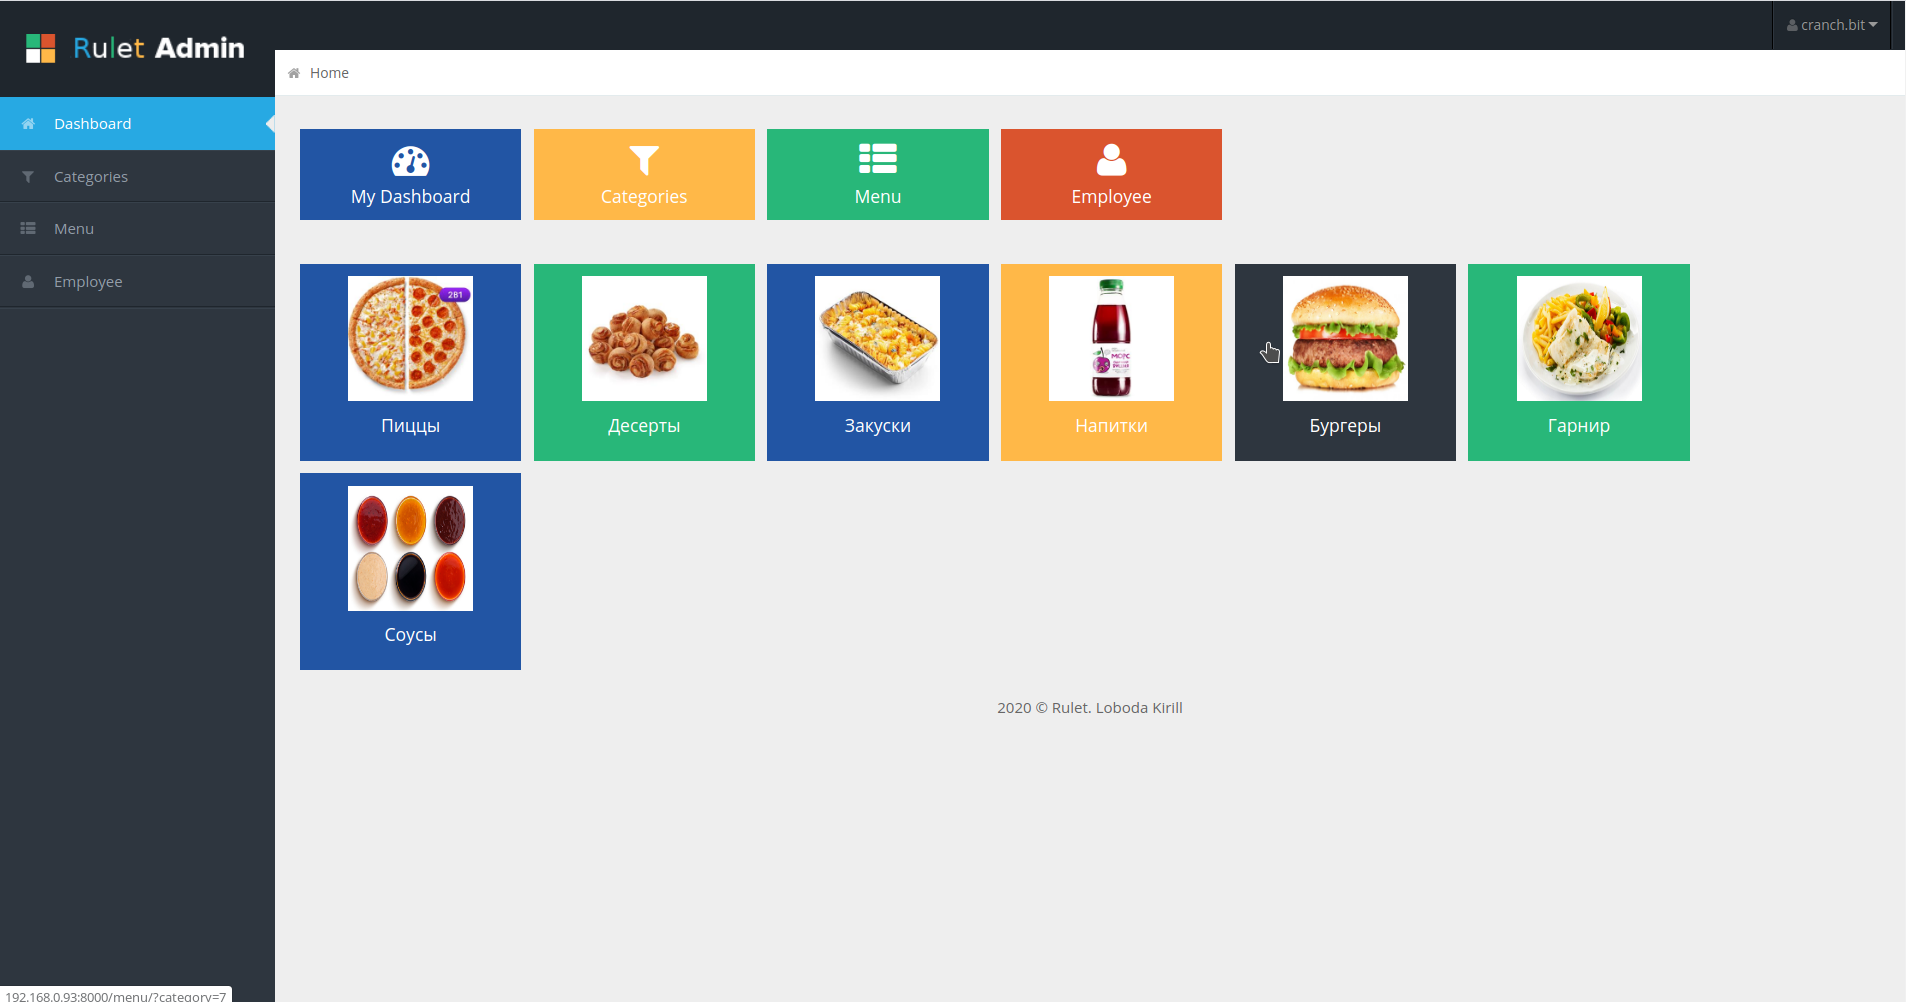 Rulet Admin
cranch.bit
Home
Dashboard
Categories
Menu
Employee
My Dashboard
Categories
Menu
Employee
2В1
МОРС
Пиццы
Десерты
Закуски
Напитки
Бургеры
Гарнир
Соусы
2020 © Rulet. Loboda Kirill
192.168.0.93:8000/menu/?category=7